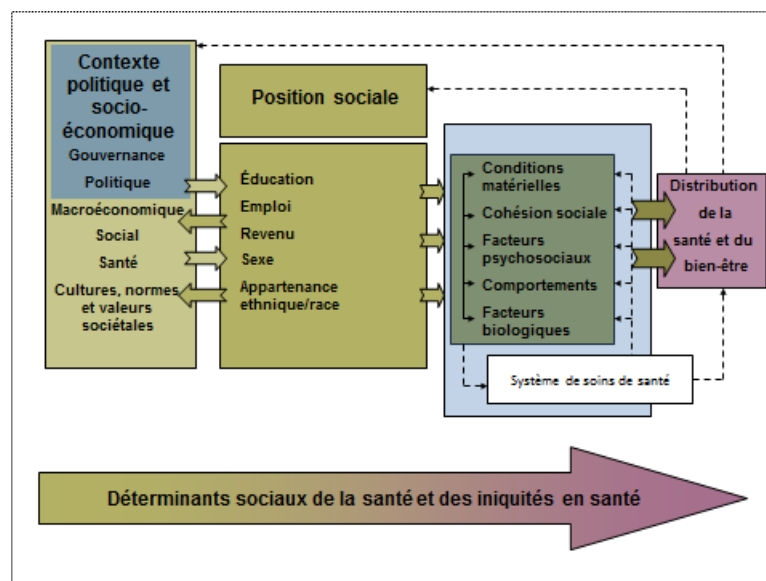 Contexte
politique et
socio-
économique
Gouvernance
Politique
Macroéconomique
Social
Santé
Cultures, normes
et valeurs
sociétales
Position sociale
Éducation
Emploi
Revenu
Sexe
Appartenance
ethnique/race
Conditions
matérielles
Cohésion sociale
Facteurs
psychosociaux
Comportements
Facteurs
biologiques
Système de soins de santé
Distribution
de la
santé et du
bien-être
Déterminants sociaux de la santé et des iniquités en santé